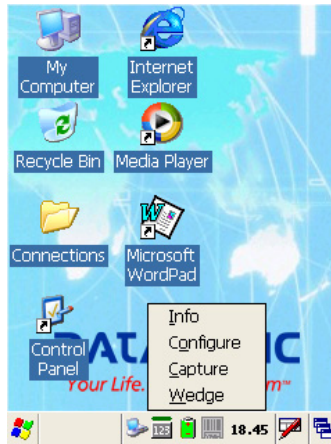 My Computer
Internet Explorer
Recycle Bin
Media Player
Connections
Microsoft WordPad
W
Control Panel
Info
Configure
Capture
Wedge
Your Life.
123
18.45